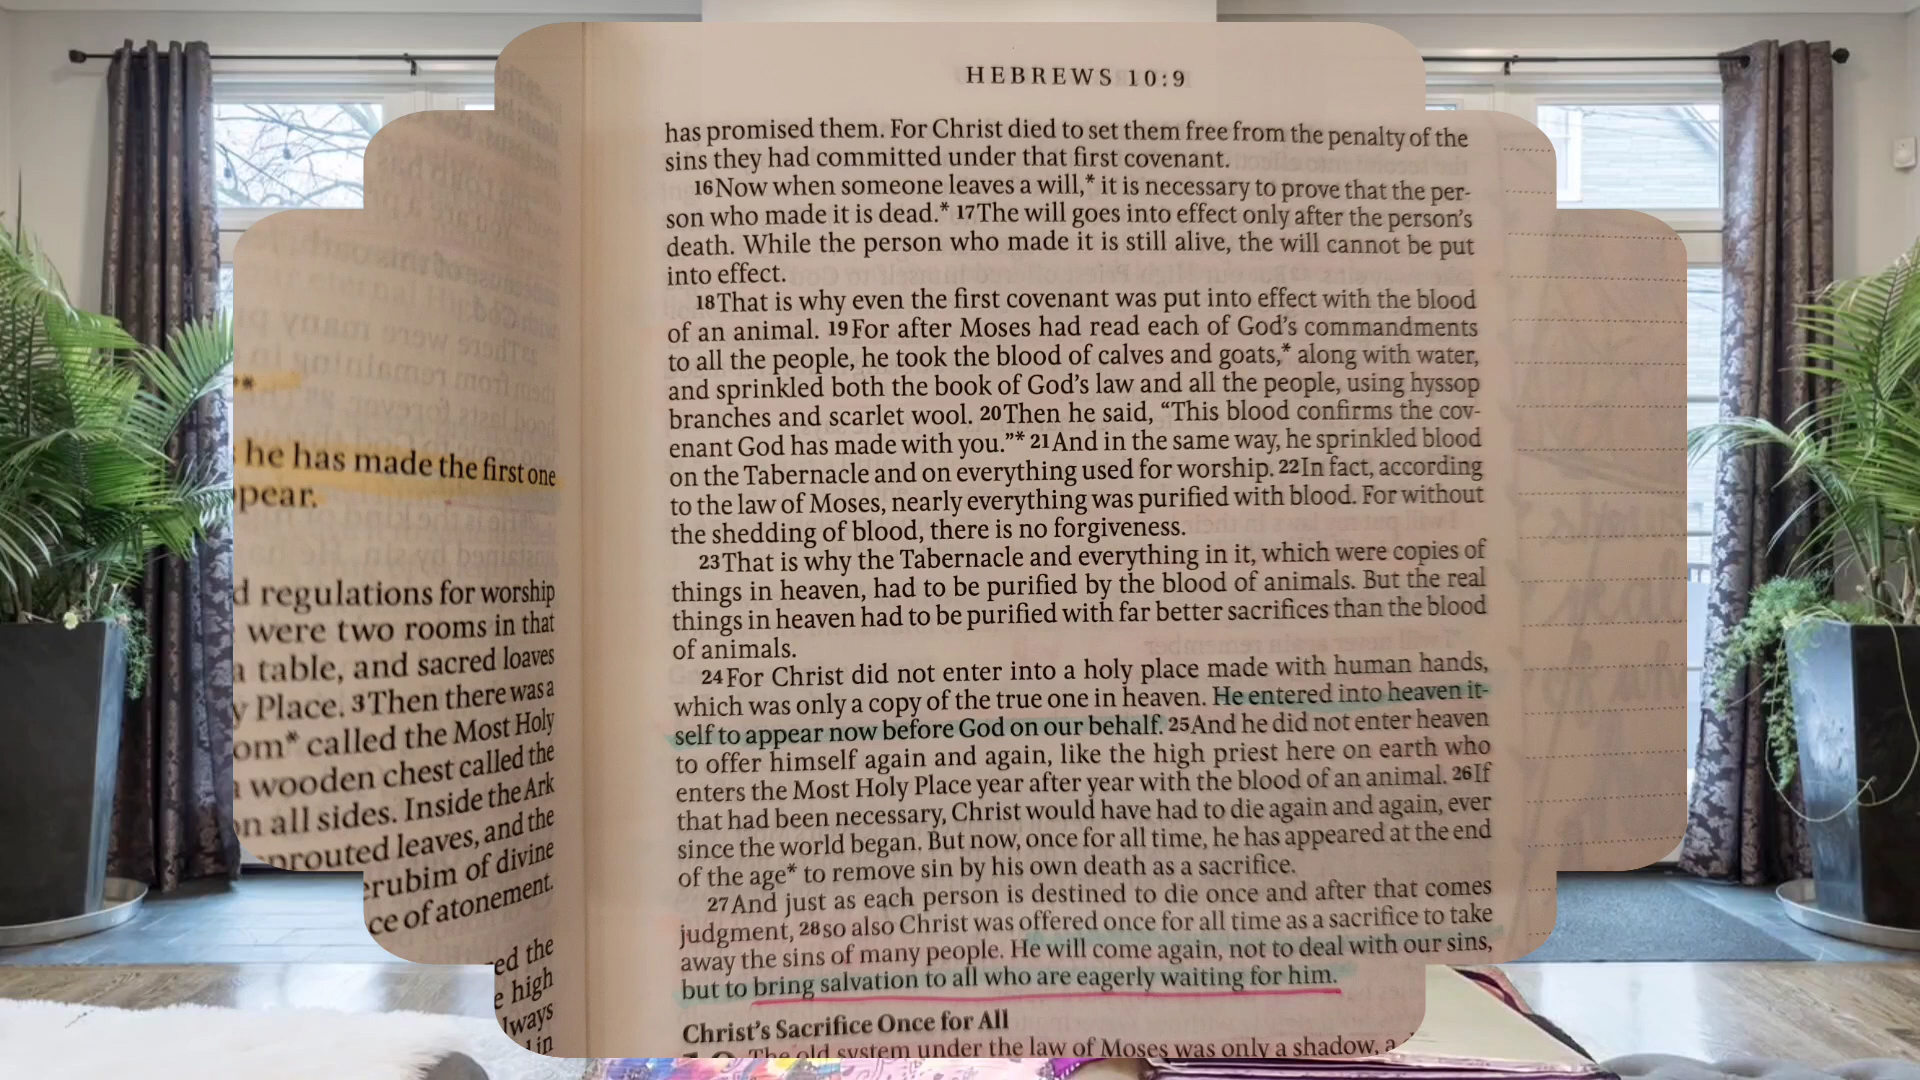 he has made the first one
regulations for worship
were two rooms in that
table, and sacred loaves
Place. 3Then there was a
called the Most Holy
wooden chest called the
on all sides. Inside the Ark
sprouted leaves, and the
of divine
of atonement.
the
high
HEBREWS 10:9
has promised them. For Christ died to set them free from the penalty of the
sins they had committed under that first covenant.
16Now when someone leaves a will,* it is necessary to prove that the per-
son who made it is dead.* 17The will goes into effect only after the person's
death. While the person who made it is still alive, the will cannot be put
into effect.
18That is why even the first covenant was put into effect with the blood
of an animal. 19For after Moses had read each of God's commandments
to all the people, he took the blood of calves and goats,* along with water,
and sprinkled both the book of God's law and all the people, using hyssop
branches and scarlet wool. 20Then he said, “This blood confirms the cov-
enant God has made with you.”* 21And in the same way, he sprinkled blood
on the Tabernacle and on everything used for worship. 22In fact, according
to the law of Moses, nearly everything was purified with blood. For without
the shedding of blood, there is no forgiveness.
23That is why the Tabernacle and everything in it, which were copies of
things in heaven, had to be purified by the blood of animals. But the real
things in heaven had to be purified with far better sacrifices than the blood
of animals.
24For Christ did not enter into a holy place made with human hands,
which was only a copy of the true one in heaven. He entered into heaven it-
self to appear now before God on our behalf. 25And he did not enter heaven
to offer himself again and again, like the high priest here on earth who
enters the Most Holy Place year after year with the blood of an animal. 26If
that had been necessary, Christ would have had to die again and again, ever
since the world began. But now, once for all time, he has appeared at the end
of the age* to remove sin by his own death as a sacrifice.
27And just as each person is destined to die once and after that comes
judgment, 28so also Christ was offered once for all time as a sacrifice to take
away the sins of many people. He will come again, not to deal with our sins,
but to bring salvation to all who are eagerly waiting for him.
Christ's Sacrifice Once for All
The old system under the law of Moses was only a shadow, a